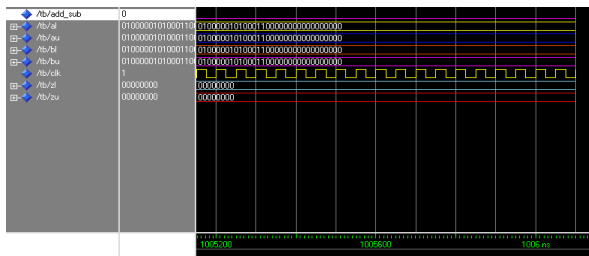 /tb/add_sub 0
/tb/al 0100000101000110 01000001010001100000000000000000
/tb/au 0100000101000110 01000001010001100000000000000000
/tb/bl 0100000101000110 01000001010001100000000000000000
/tb/bu 0100000101000110 01000001010001100000000000000000
/tb/clk 1
/tb/zl 00000000 00000000
/tb/zu 00000000 00000000
1005200 1005600 1006 ns